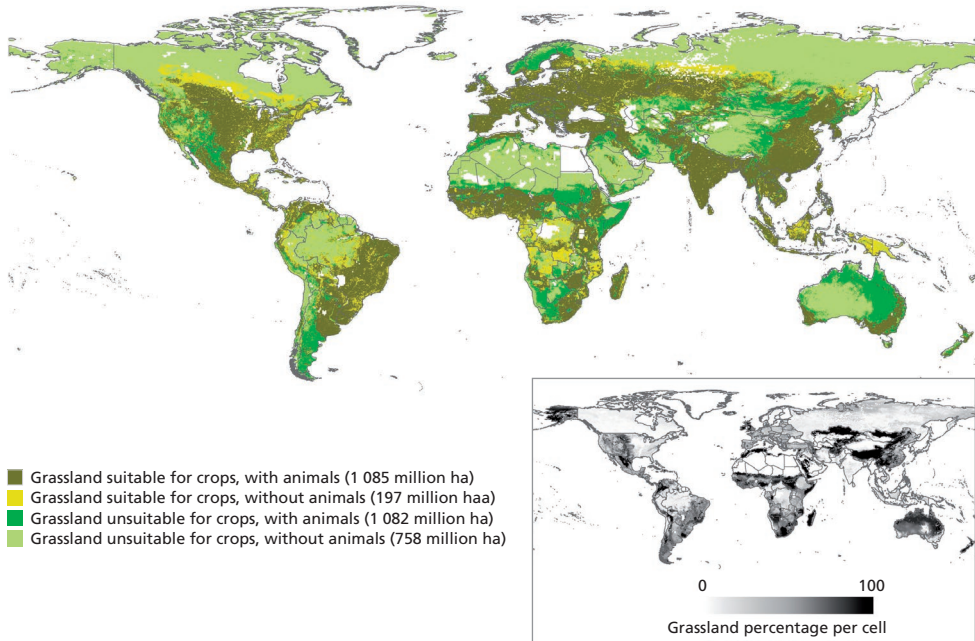 Grassland suitable for crops, with animals (1 085 million ha)
Grassland suitable for crops, without animals (197 million haa)
Grassland unsuitable for crops, with animals (1 082 million ha)
Grassland unsuitable for crops, without animals (758 million ha)
0 100
Grassland percentage per cell